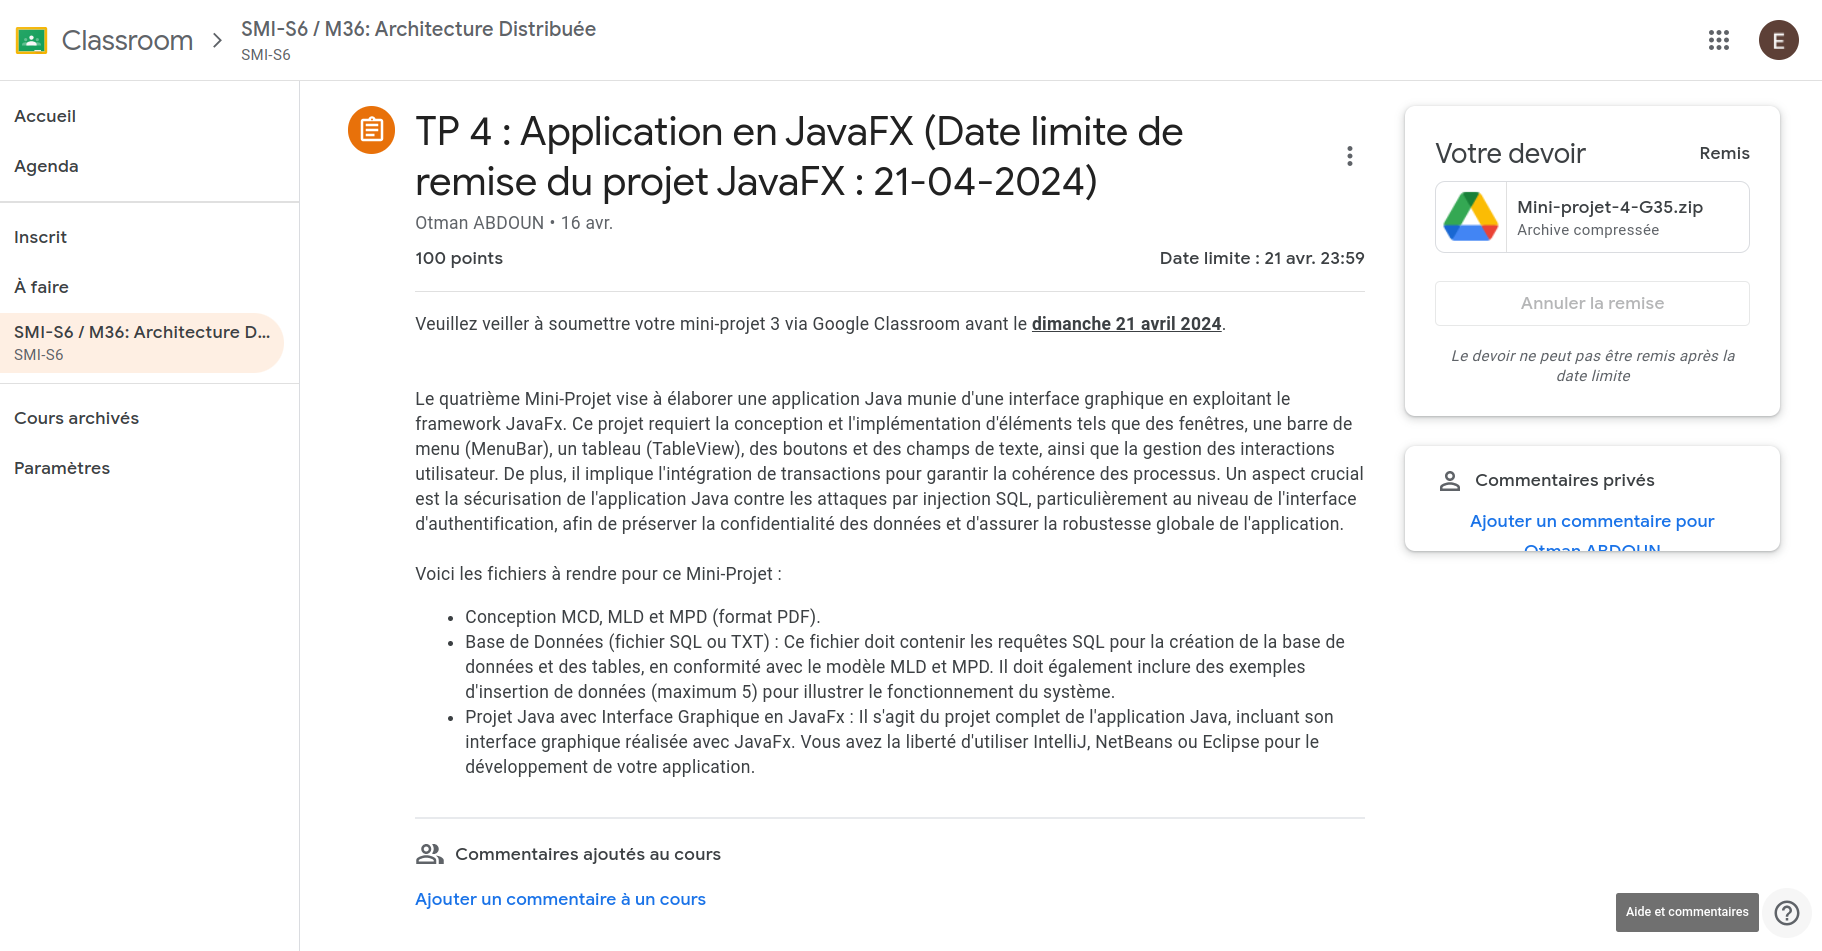 Classroom
SMI-S6 / M36: Architecture Distribuée
SMI-S6
E
Accueil
Agenda
Inscrit
À faire
SMI-S6 / M36: Architecture D...
SMI-S6
Cours archivés
Paramètres
TP 4 : Application en JavaFX (Date limite de
remise du projet JavaFX : 21-04-2024)
Otman ABDOUN • 16 avr.
100 points
Date limite : 21 avr. 23:59
Veuillez veiller à soumettre votre mini-projet 3 via Google Classroom avant le dimanche 21 avril 2024.
Le quatrième Mini-Projet vise à élaborer une application Java munie d'une interface graphique en exploitant le
framework JavaFx. Ce projet requiert la conception et l'implémentation d'éléments tels que des fenêtres, une barre de
menu (MenuBar), un tableau (TableView), des boutons et des champs de texte, ainsi que la gestion des interactions
utilisateur. De plus, il implique l'intégration de transactions pour garantir la cohérence des processus. Un aspect crucial
est la sécurisation de l'application Java contre les attaques par injection SQL, particulièrement au niveau de l'interface
d'authentification, afin de préserver la confidentialité des données et d'assurer la robustesse globale de l'application.
Voici les fichiers à rendre pour ce Mini-Projet :
• Conception MCD, MLD et MPD (format PDF).
• Base de Données (fichier SQL ou TXT) : Ce fichier doit contenir les requêtes SQL pour la création de la base de
données et des tables, en conformité avec le modèle MLD et MPD. Il doit également inclure des exemples
d'insertion de données (maximum 5) pour illustrer le fonctionnement du système.
• Projet Java avec Interface Graphique en JavaFx : Il s'agit du projet complet de l'application Java, incluant son
interface graphique réalisée avec JavaFx. Vous avez la liberté d'utiliser IntelliJ, NetBeans ou Eclipse pour le
développement de votre application.
Commentaires ajoutés au cours
Ajouter un commentaire à un cours
Votre devoir
Remis
Mini-projet-4-G35.zip
Archive compressée
Annuler la remise
Le devoir ne peut pas être remis après la
date limite
Commentaires privés
Ajouter un commentaire pour
Otman ABDOUN
Aide et commentaires